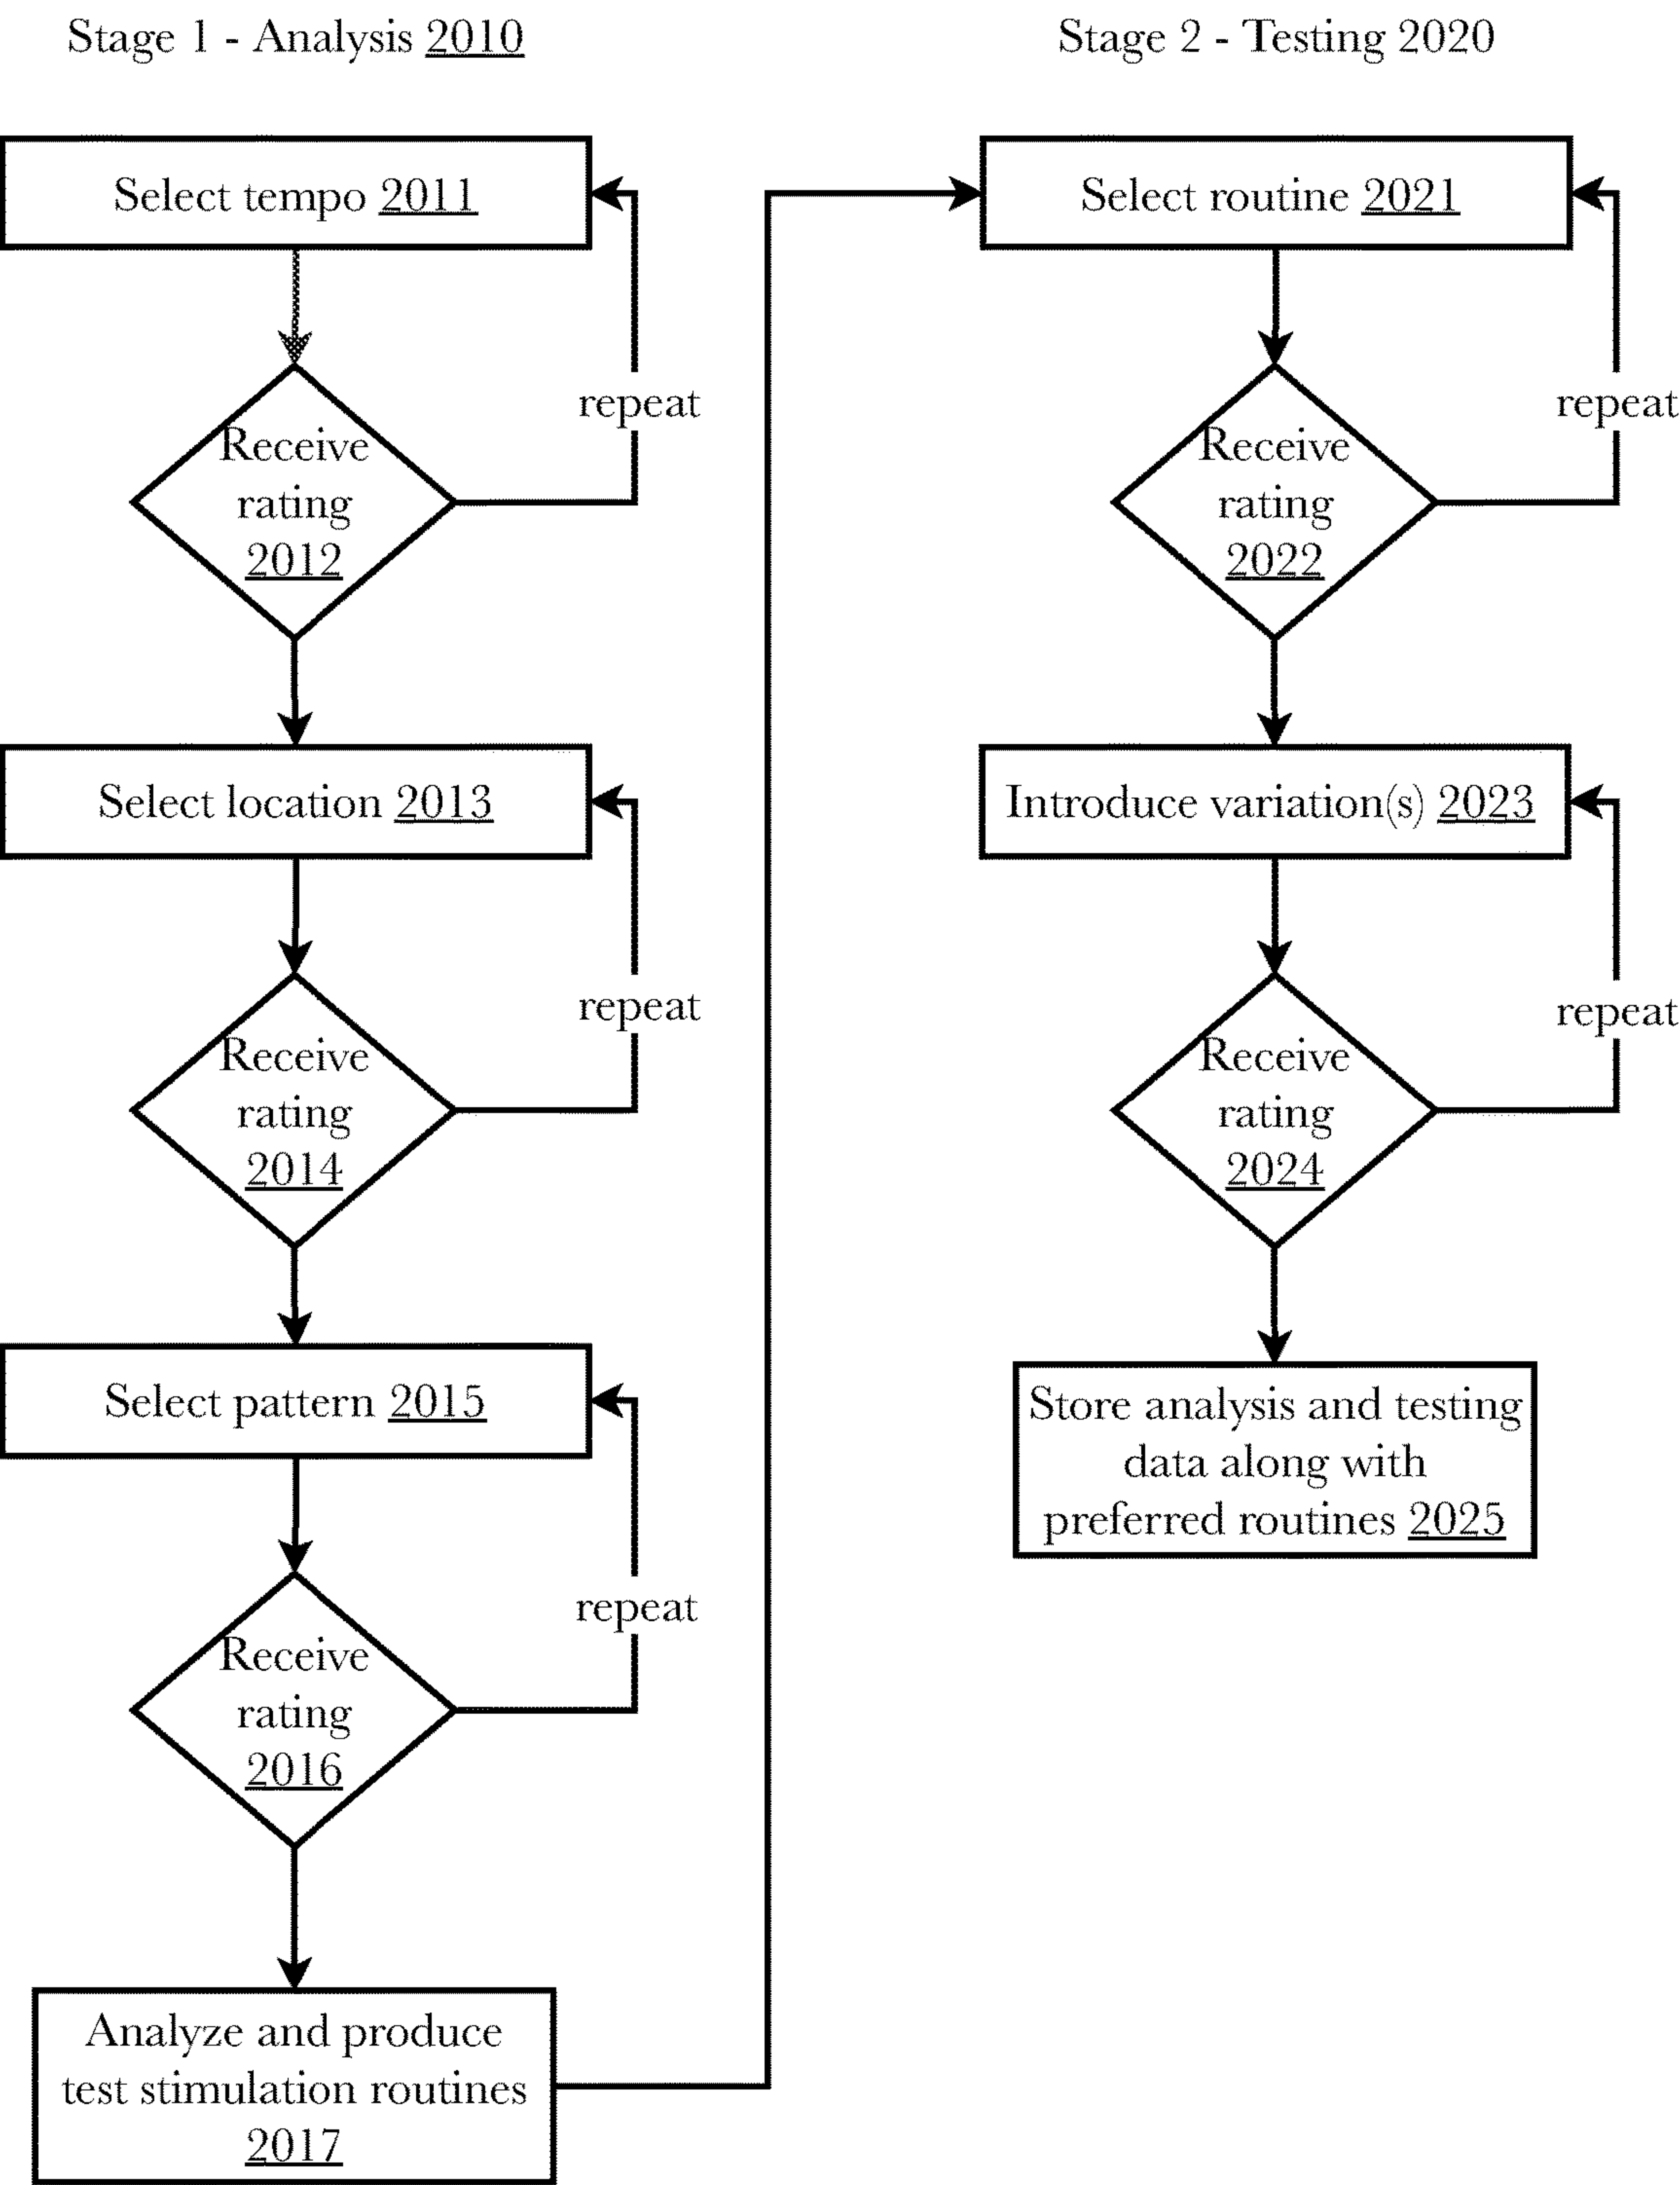 Stage 1 - Analysis 2010
Select tempo 2011
repeat
Receive
rating
2012
Select location 2013
repeat
Receive
rating
2014
Select pattern 2015
repeat
Receive
rating
2016
Analyze and produce
test stimulation routines
2017
Stage 2 - Testing 2020
Select routine 2021
repeat
Receive
rating
2022
Introduce variation(s) 2023
repeat
Receive
rating
2024
Store analysis and testing
data along with
preferred routines 2025